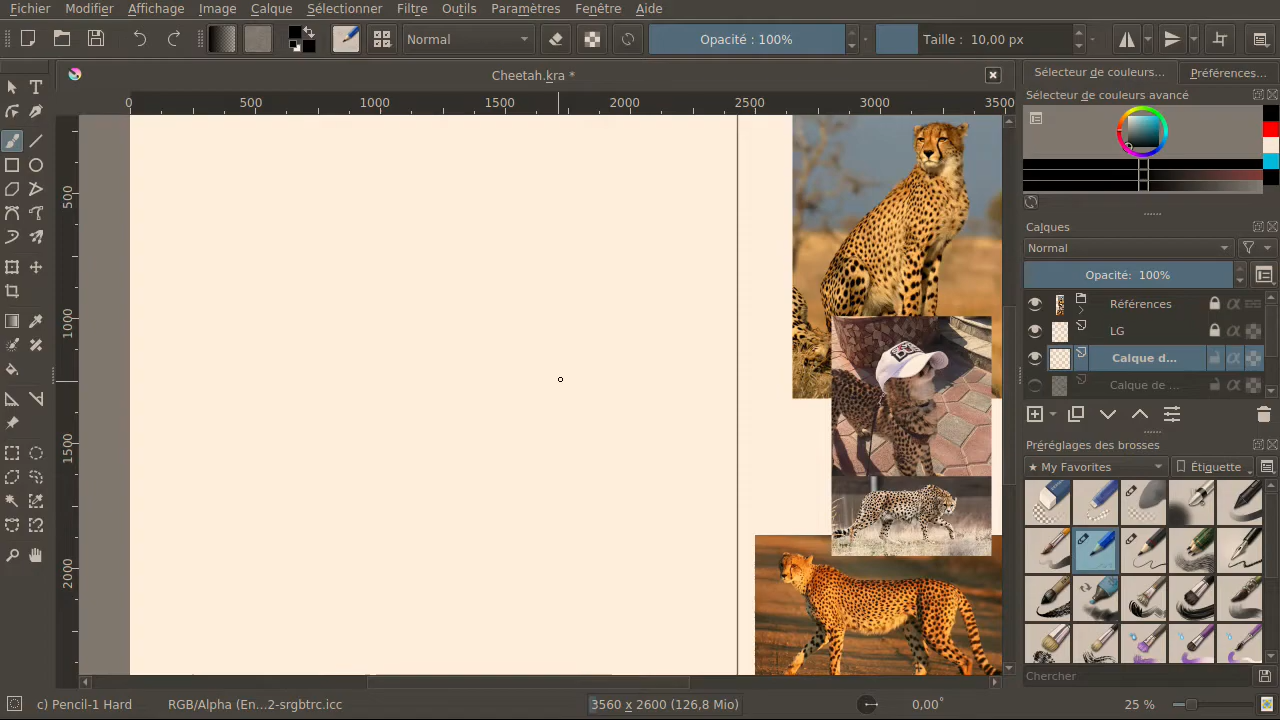 Fichier Modifier Affichage Image Calque Sélectionner Filtre Outils Paramètres Fenêtre Aide
Normal Opacité : 100% Taille : 10,00 px
Cheetah.kra *
Sélecteur de couleurs... Préférences...
Sélecteur de couleurs avancé
0 500 1000 1500 2000 2500 3000 3500
500
1000
1500
2000
Calques
Normal
Opacité: 100%
Références
LG
Calque d...
Calque de ...
Préréglages des brosses
★ My Favorites Étiquette
Chercher
c) Pencil-1 Hard RGB/Alpha (En...2-srgbtrc.icc 3560 x 2600 (126,8 Mio) 0,00° 25 %